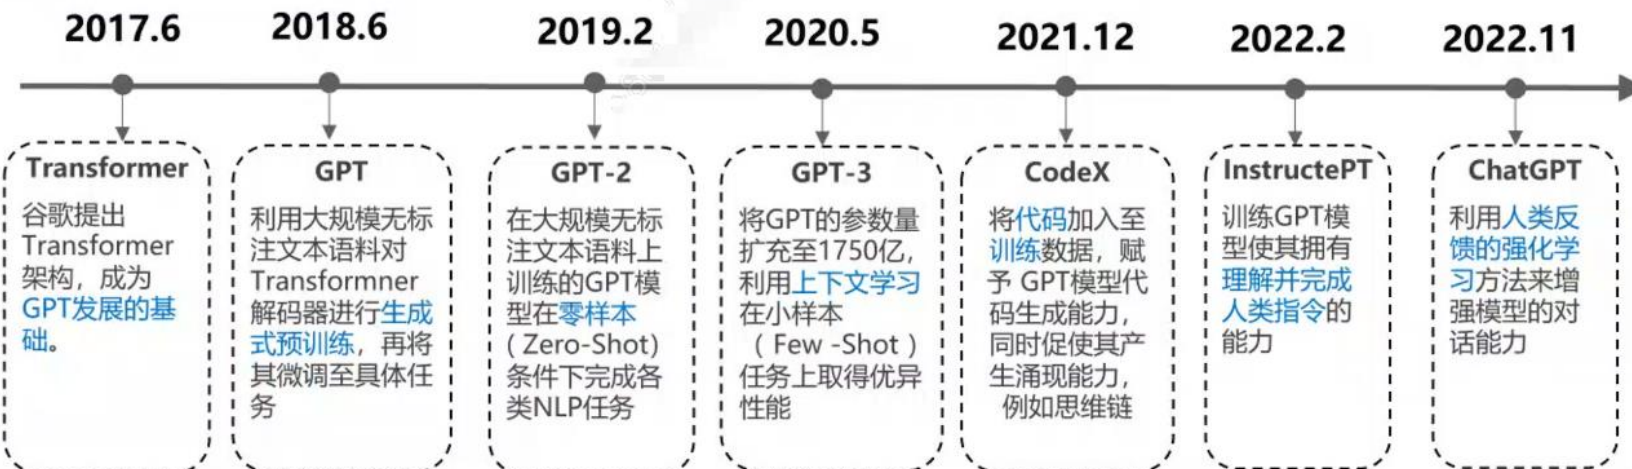 2017.6
2018.6
2019.2
2020.5
2021.12
2022.2
2022.11
Transformer
谷歌提出
Transformer
架构，成为
GPT发展的基
础。
GPT
利用大规模无标
注文本语料对
Transformner
解码器进行生成
式预训练，再将
其微调至具体任
务
GPT-2
在大规模无标
注文本语料上
训练的GPT模
型在零样本
（Zero-Shot)
条件下完成各
类NLP任务
GPT-3
将GPT的参数量
扩充至1750亿，
利用上下文学习
在小样本
（Few -Shot）
任务上取得优异
性能
CodeX
将代码加入至
训练数据，赋
予 GPT模型代
码生成能力，
同时促使其产
生涌现能力，
例如思维链
InstructePT
训练GPT模
型使其拥有
理解并完成
人类指令的
能力
ChatGPT
利用人类反
馈的强化学
习方法来增
强模型的对
话能力